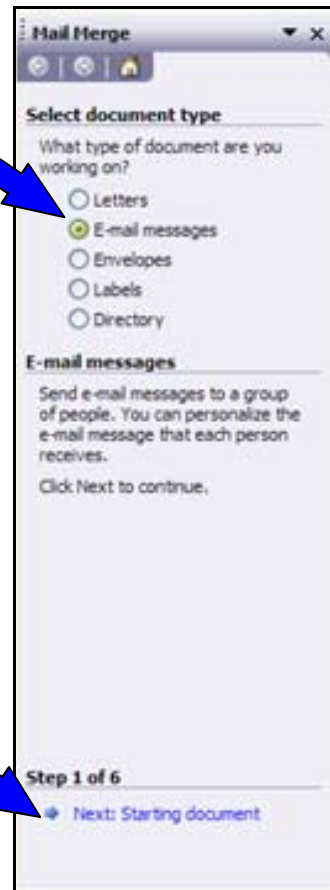 Mail Merge
Select document type
What type of document are you
working on?
Letters
E-mail messages
Envelopes
Labels
Directory
E-mail messages
Send e-mail messages to a group
of people. You can personalize the
e-mail message that each person
receives.
Click Next to continue.
Step 1 of 6
Next: Starting document